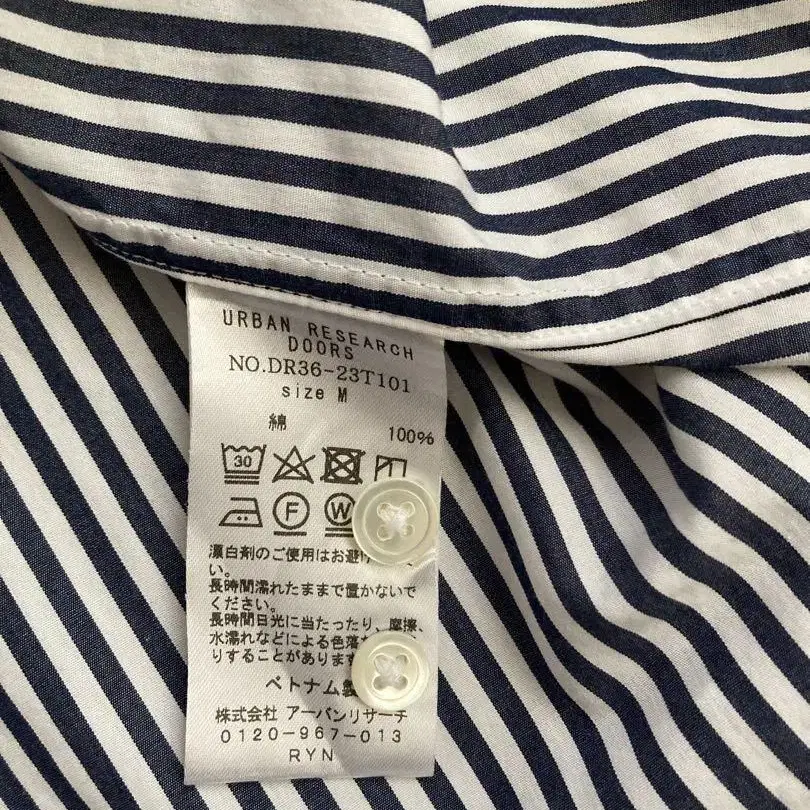 URBAN RESEARCH
DOORS
NO.DR36-23T101
size M
綿
100%
30
F
W
漂白剤のご使用はお避け
い。
長時間濡れたままで置かないで
ください。
長時間日光に当たったり、摩擦、
水濡れなどによる色落
りすることがあります
ベトナム製
株式会社 アーバンリサーチ
0120-967-013
RYN